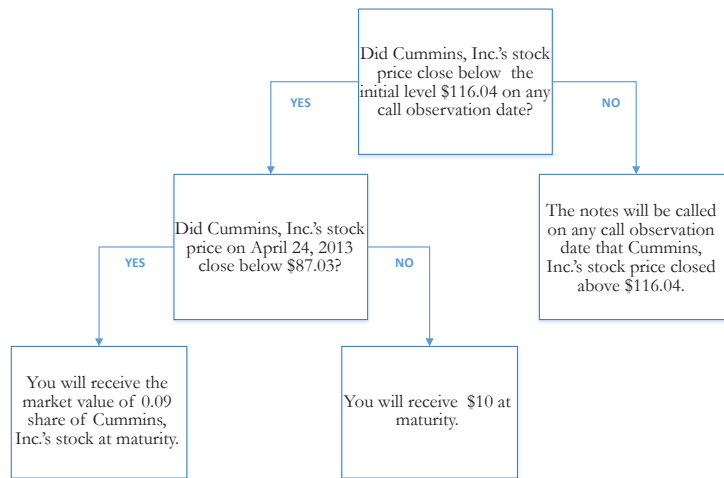 Did Cummins, Inc.'s stock
price close below the
initial level $116.04 on any
call observation date?
YES
NO
Did Cummins, Inc.'s stock
price on April 24, 2013
close below $87.03?
The notes will be called
on any call observation
date that Cummins,
Inc.'s stock price closed
above $116.04.
YES
NO
You will receive the
market value of 0.09
share of Cummins,
Inc.'s stock at maturity.
You will receive $10 at
maturity.